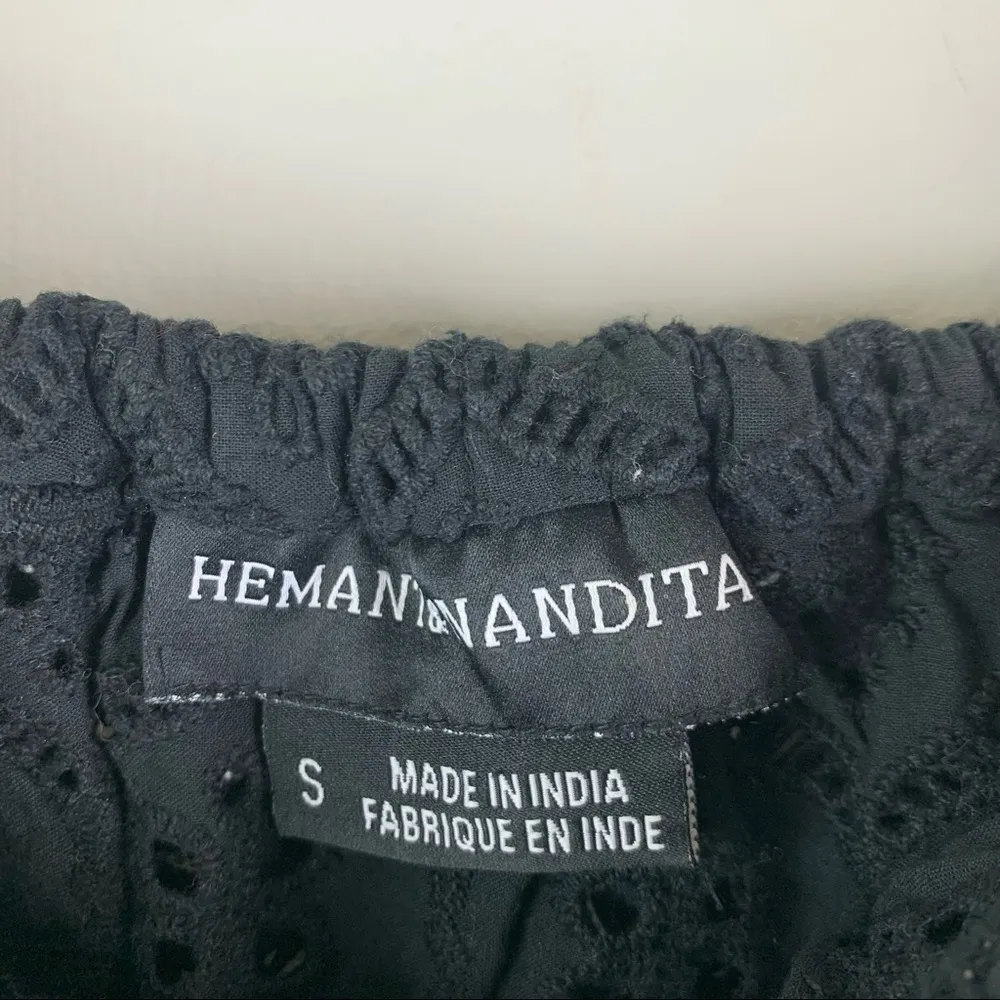 HEMANT&NANDITA
S
MADE IN INDIA
FABRIQUE EN INDE